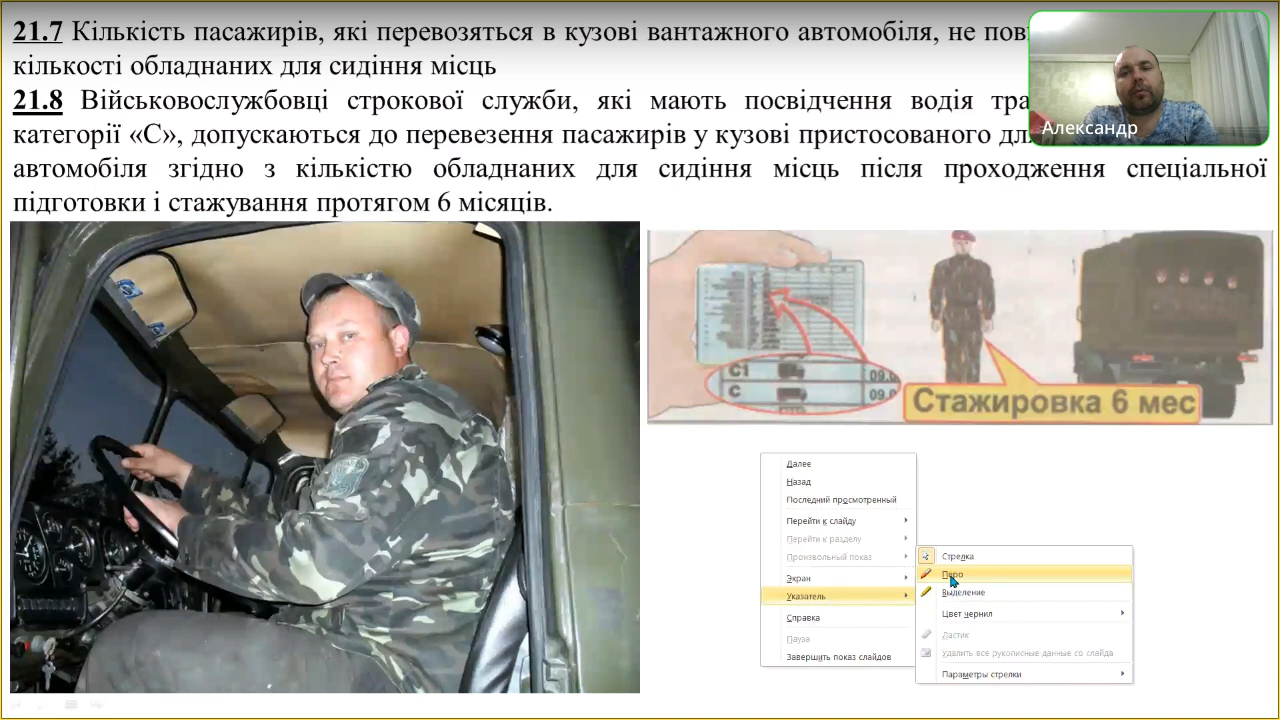 21.7 Кількість пасажирів, які перевозяться в кузові вантажного автомобіля, не
кількості обладнаних для сидіння місць
21.8 Військовослужбовці строкової служби, які мають посвідчення водія
категорії «С», допускаються до перевезення пасажирів у кузові пристосованого
автомобіля згідно з кількістю обладнаних для сидіння місць після проходження спеціальної
підготовки і стажування протягом 6 місяців.
Александр
C1
09.0
C
09.0
Стажировка 6 мес
Далее
Назад
Последний просмотренный
Перейти к слайду
Перейти к разделу
Произвольный показ
Экран
Указатель
Справка
Пауза
Завершить показ слайдов
Стрелка
Перо
Выделение
Цвет чернил
Ластик
Удалить все рукописные данные со слайда
Параметры стрелки